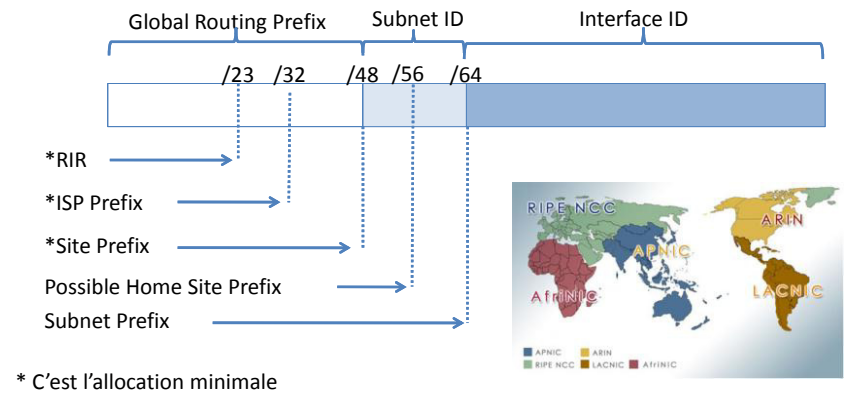 Global Routing Prefix Subnet ID Interface ID
/23 /32 /48 /56 /64
*RIR
*ISP Prefix
*Site Prefix
Possible Home Site Prefix
Subnet Prefix
RIPE NCC
ARIN
APNIC
AfriNIC
LACNIC
APNIC ARIN
RIPE NCC LACNIC AfriNIC
* C’est l’allocation minimale